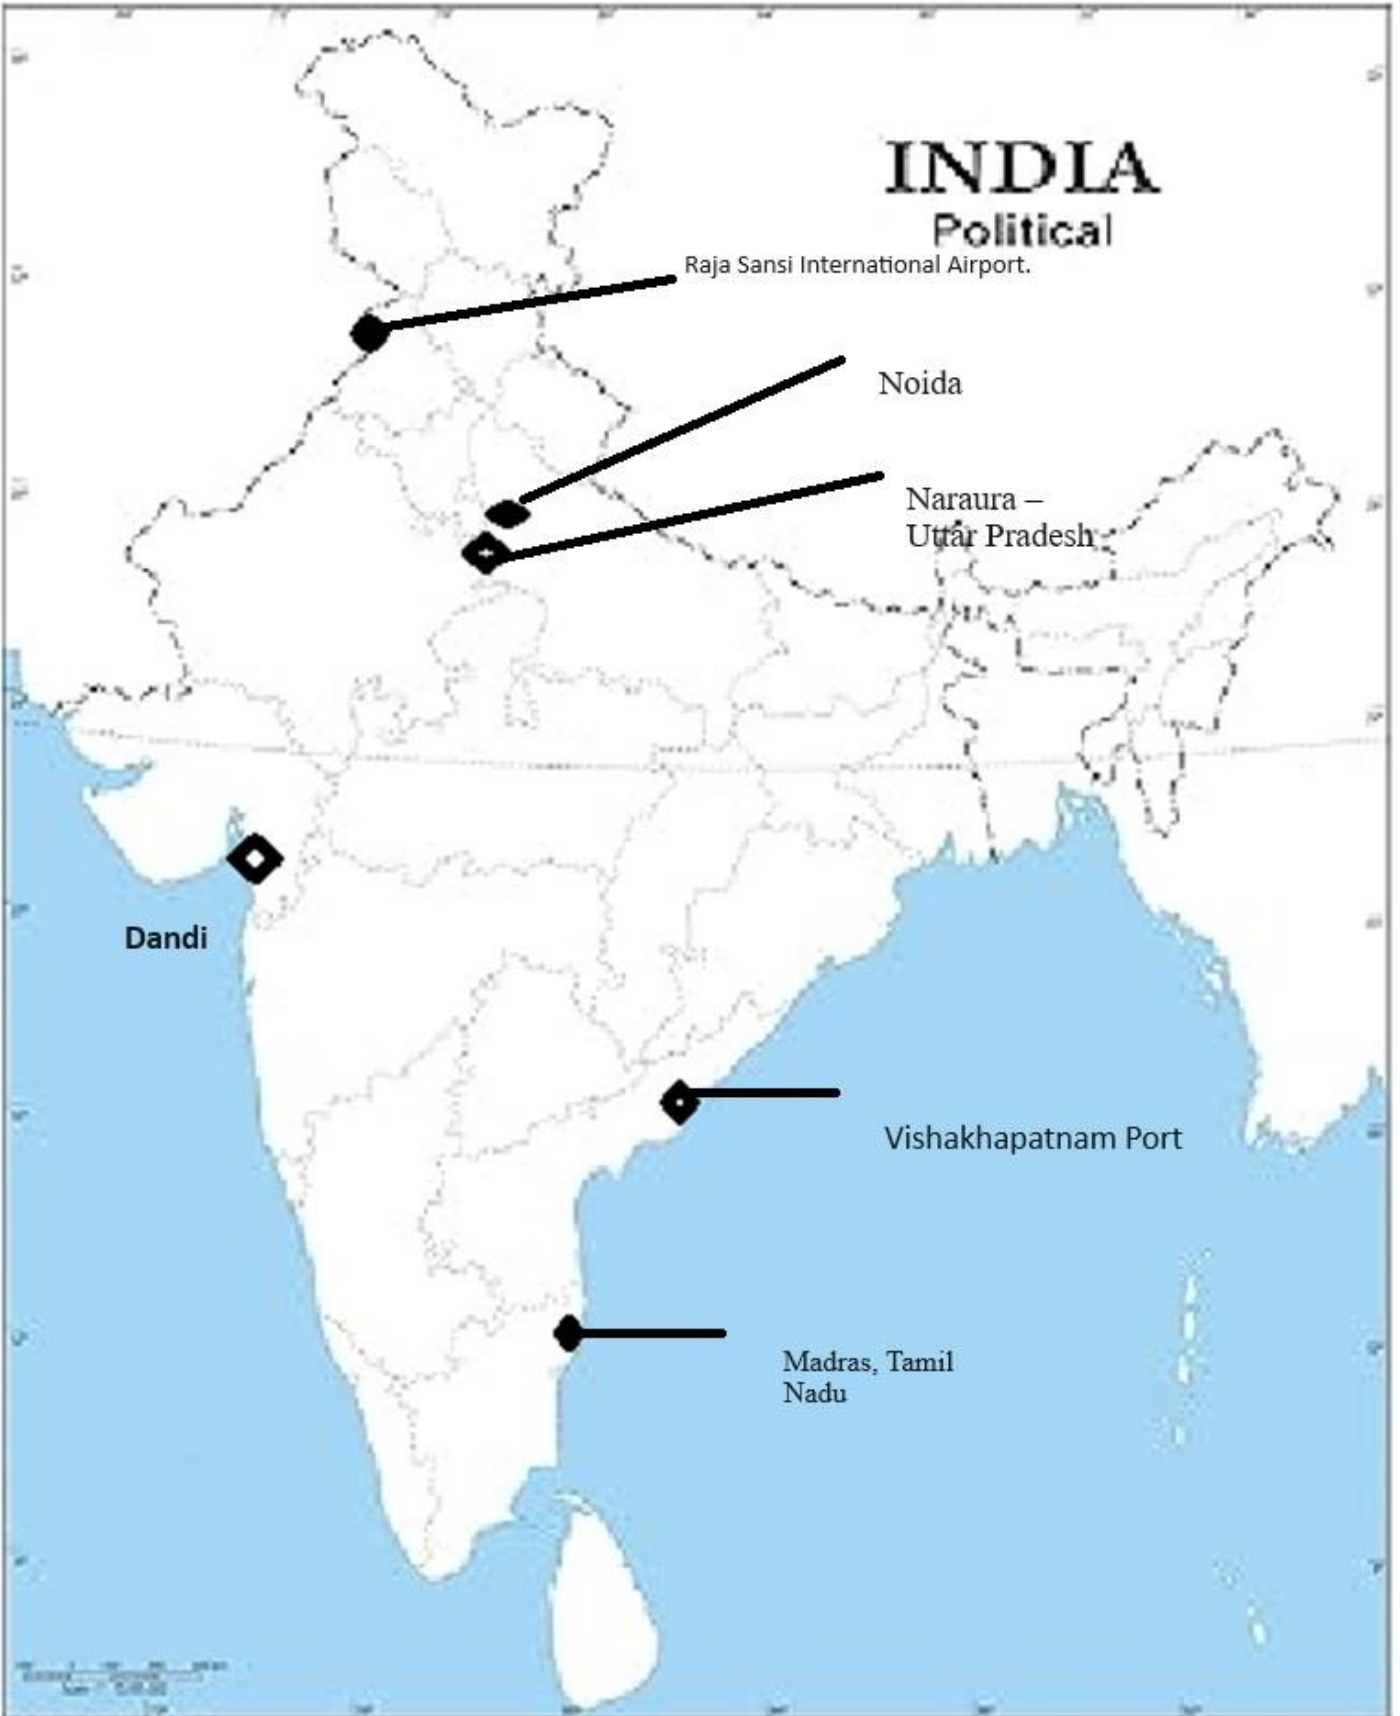 INDIA
Political
Raja Sansi International Airport.
Noida
Naraura –
Uttar Pradesh
Dandi
Vishakhapatnam Port
Madras, Tamil
Nadu